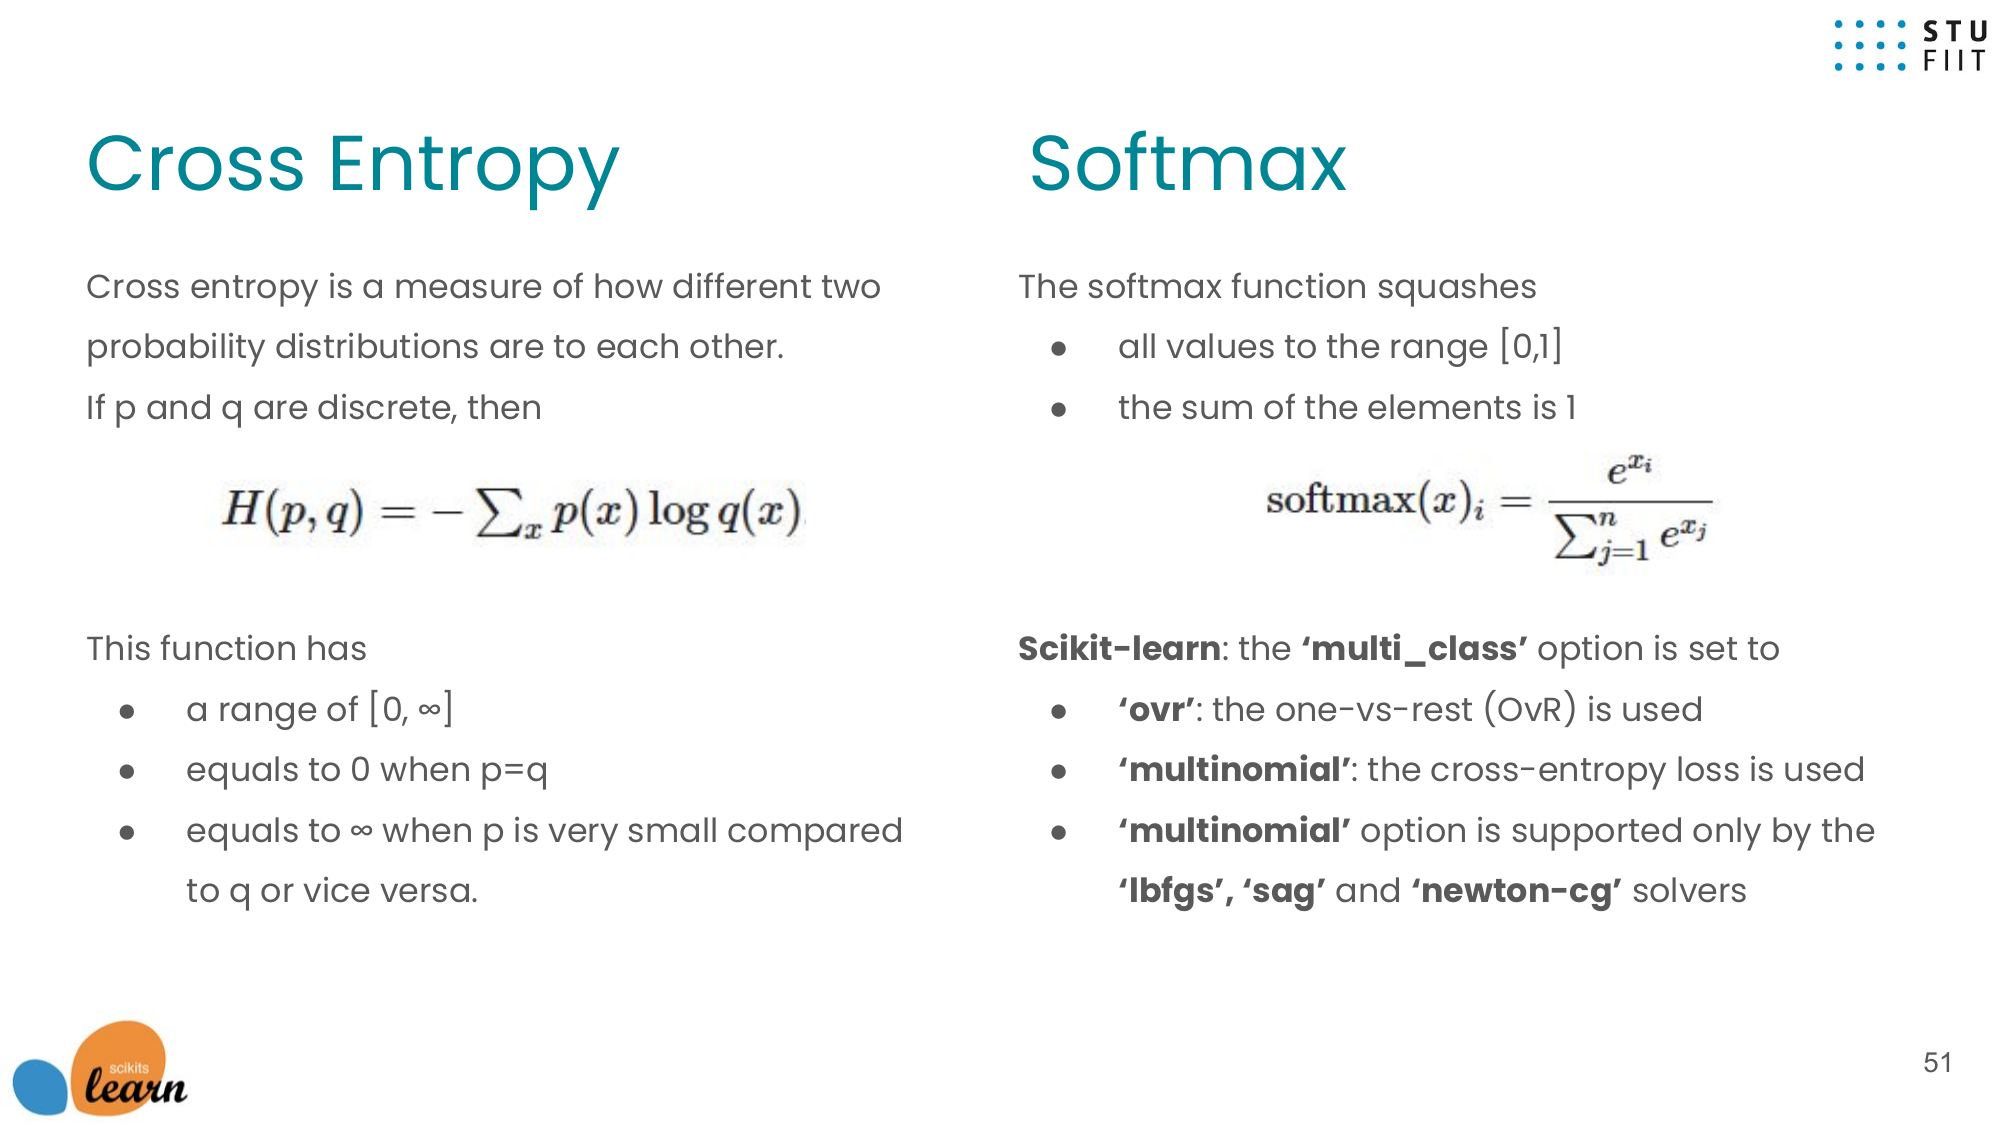 STU
FIIT
Cross Entropy
Cross entropy is a measure of how different two
probability distributions are to each other.
If p and q are discrete, then
H(p, q) = − ∑ₓ p(x) log q(x)
This function has
● a range of [0, ∞]
● equals to 0 when p=q
● equals to ∞ when p is very small compared
to q or vice versa.
Softmax
The softmax function squashes
● all values to the range [0,1]
● the sum of the elements is 1
softmax(x)ᵢ = e^{x_i} / ∑_{j=1}^{n} e^{x_j}
Scikit-learn: the ‘multi_class’ option is set to
● ‘ovr’: the one-vs-rest (OvR) is used
● ‘multinomial’: the cross-entropy loss is used
● ‘multinomial’ option is supported only by the
‘lbfgs’, ‘sag’ and ‘newton-cg’ solvers
scikits
learn
51